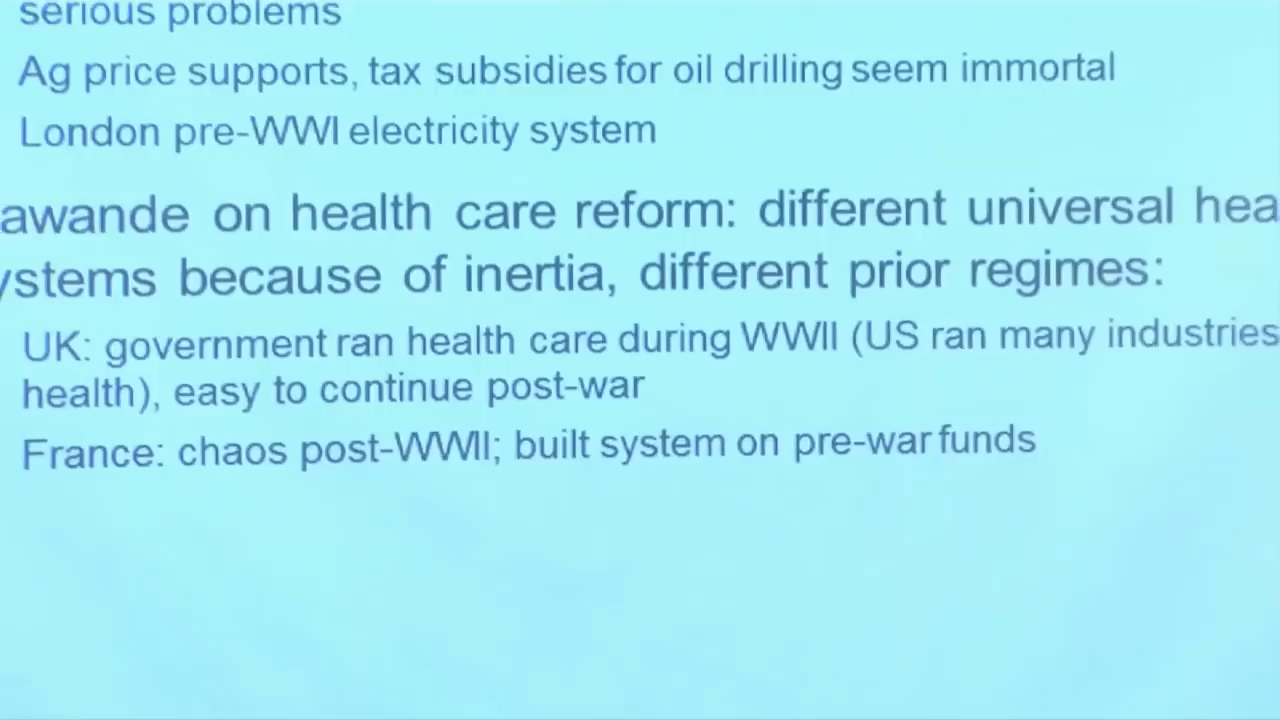 serious problems
Ag price supports, tax subsidies for oil drilling seem immortal
London pre-WWI electricity system
awande on health care reform: different universal hea
ystems because of inertia, different prior regimes:
UK: government ran health care during WWII (US ran many industries
health), easy to continue post-war
France: chaos post-WWII; built system on pre-war funds